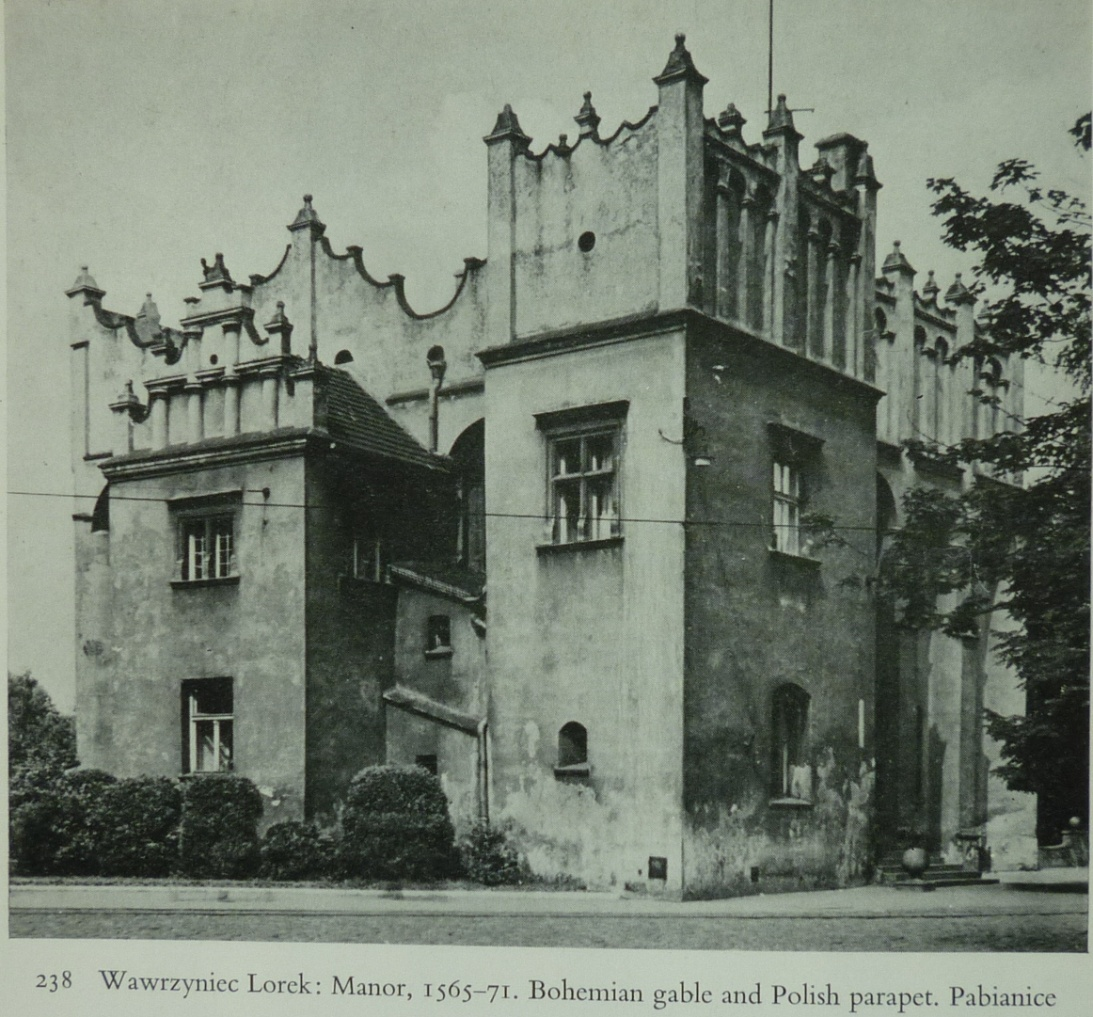 238 Wawrzyniec Lorek: Manor, 1565–71. Bohemian gable and Polish parapet. Pabianice